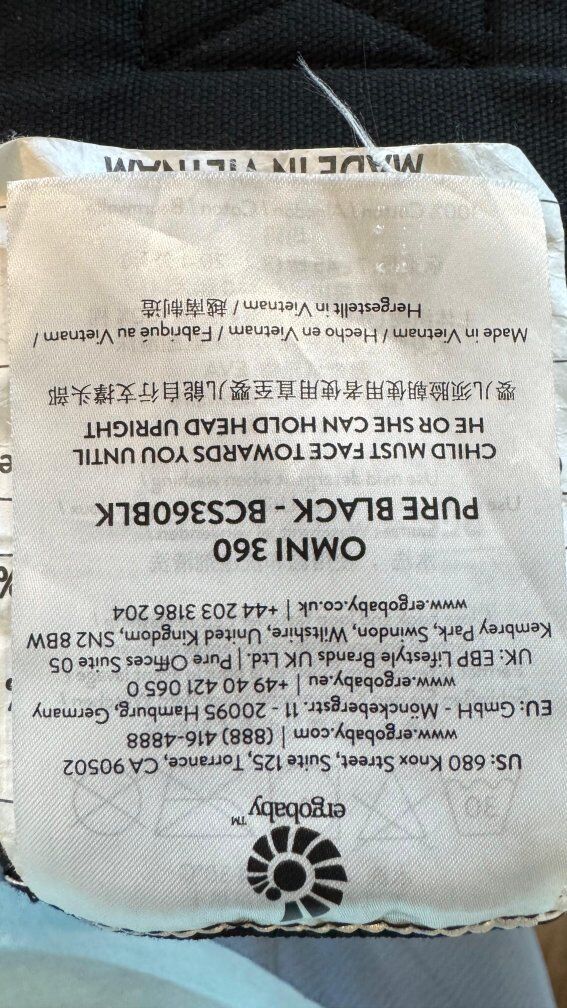 ergobaby™
US: 680 Knox Street, Suite 125, Torrance, CA 90502
www.ergobaby.com | (888) 416-4888
EU: GmbH - Mönckebergstr. 11 - 20095 Hamburg, Germany
www.ergobaby.eu | +49 40 421 065 0
UK: EBP Lifestyle Brands UK Ltd. | Pure Offices Suite 05
Kembrey Park, Swindon, Wiltshire, United Kingdom, SN2 8BW
www.ergobaby.co.uk | +44 203 3186 204
OMNI 360
PURE BLACK - BCS360BLK
CHILD MUST FACE TOWARDS YOU UNTIL
HE OR SHE CAN HOLD HEAD UPRIGHT
婴儿须脸朝使用者使用直至婴儿能自行支撑头部
Made in Vietnam / Hecho en Vietnam / Fabriqué au Vietnam /
Hergestellt in Vietnam / 越南制造
MADE IN VIETNAM